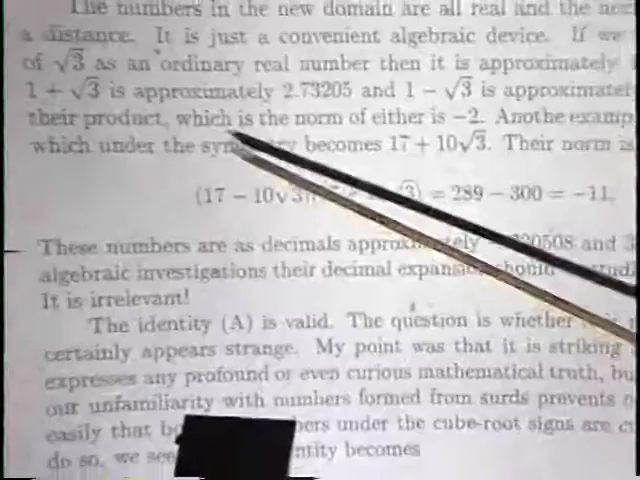 The numbers in the new domain are all real and the
a distance. It is just a convenient algebraic device. If we
of √3 as an ordinary real number then it is approximately
1 + √3 is approximately 2.73205 and 1 − √3 is
their product, which is the norm of either is −2.
which under the becomes 17 + 10√3. Their norm is
(17 − 10√3) = 289 − 300 = −11,
These numbers are as decimals and
algebraic investigations their decimal
It is irrelevant!
The identity (A) is valid. The question is whether
certainly appears strange. My point was that it is striking
expresses any profound or even curious mathematical truth,
our unfamiliarity with numbers formed from surds prevents
easily that under the cube-root signs are
do so, we see becomes